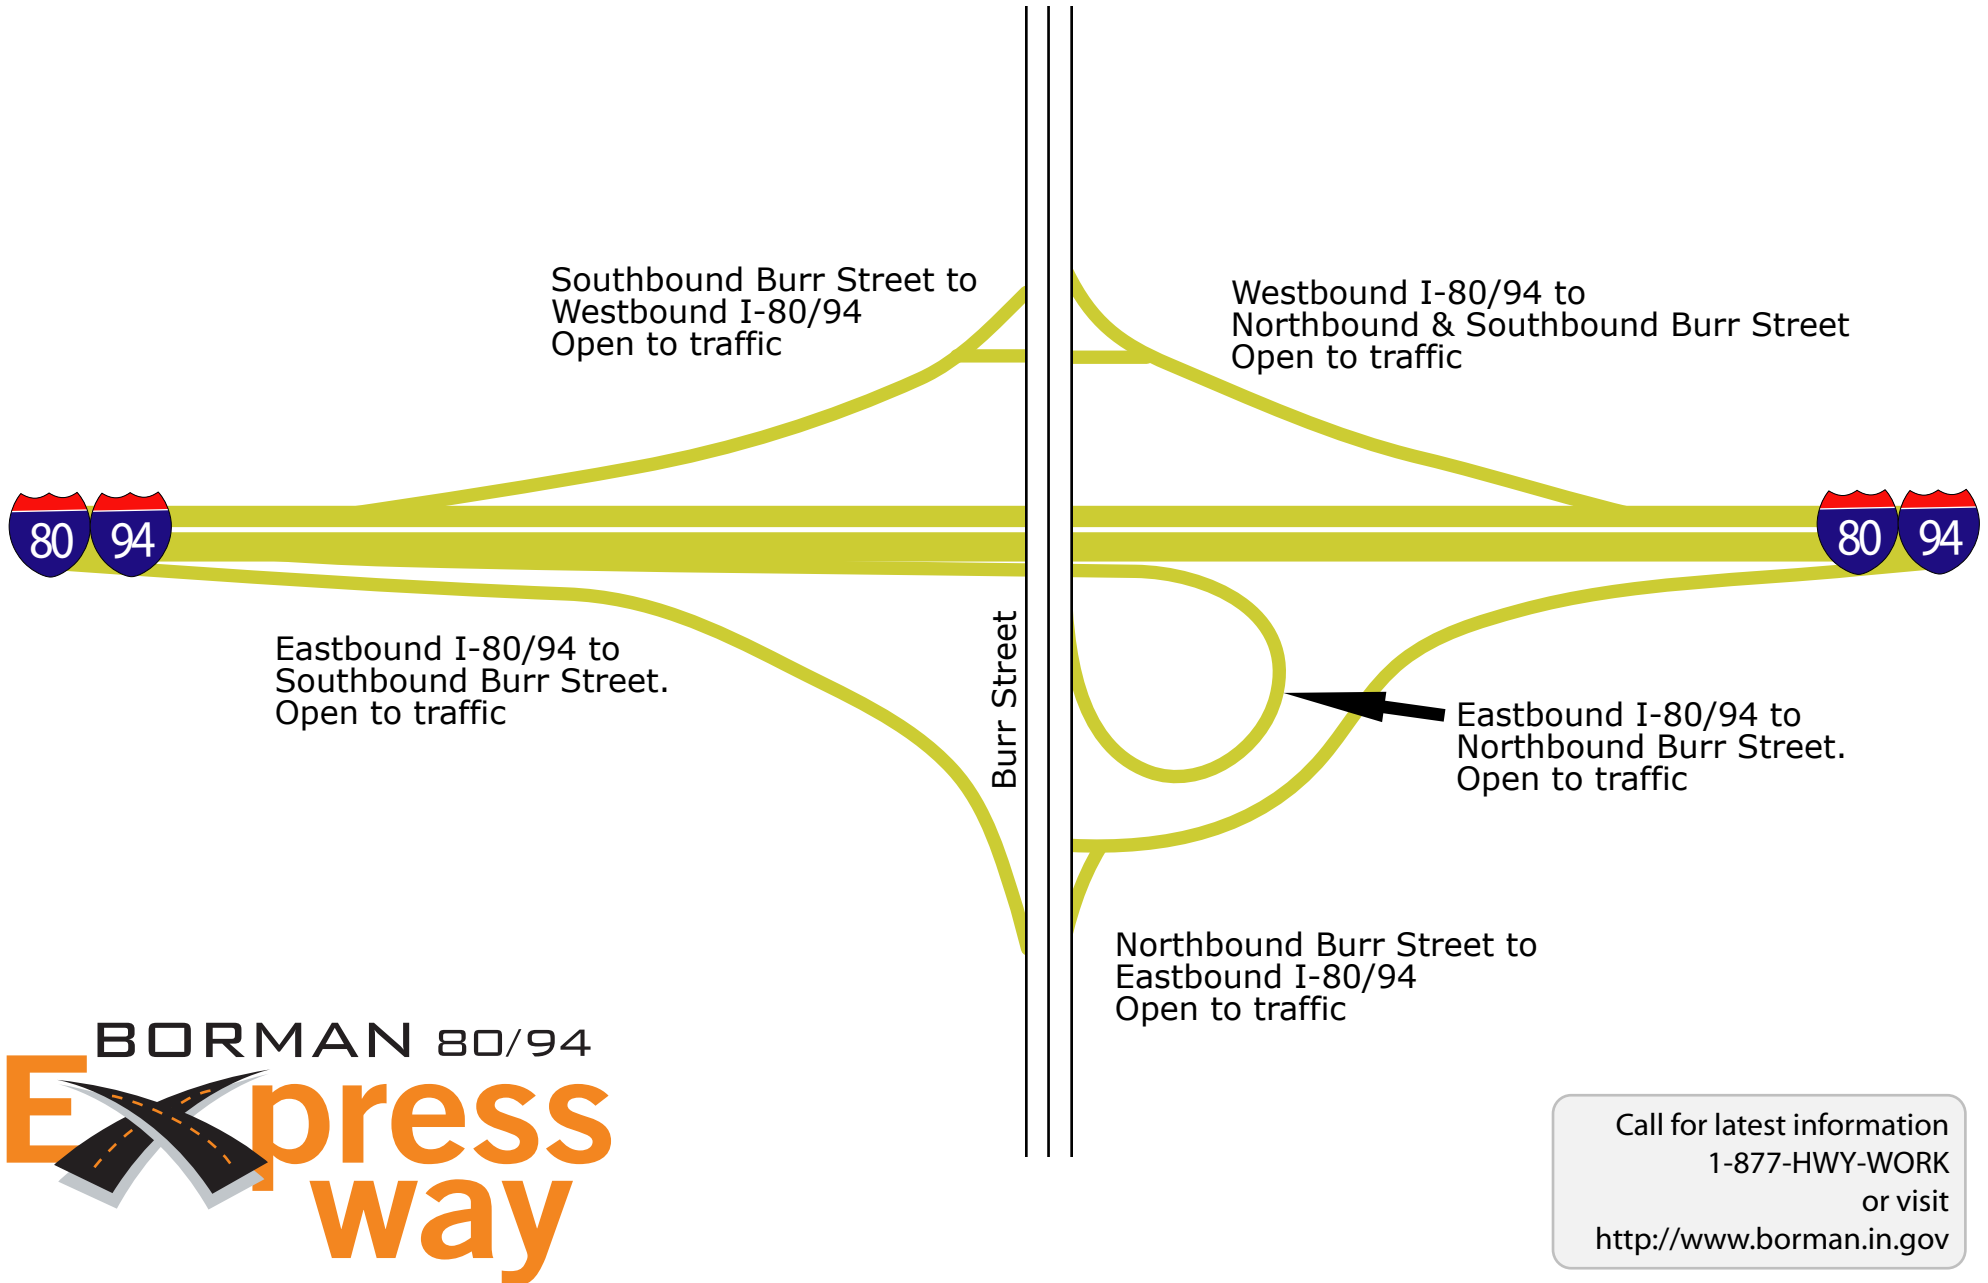 Southbound Burr Street to
Westbound I-80/94
Open to traffic
Westbound I-80/94 to
Northbound & Southbound Burr Street
Open to traffic
80 94
80 94
Eastbound I-80/94 to
Southbound Burr Street.
Open to traffic
Burr Street
Eastbound I-80/94 to
Northbound Burr Street.
Open to traffic
Northbound Burr Street to
Eastbound I-80/94
Open to traffic
BORMAN 80/94
Express
way
Call for latest information
1-877-HWY-WORK
or visit
http://www.borman.in.gov